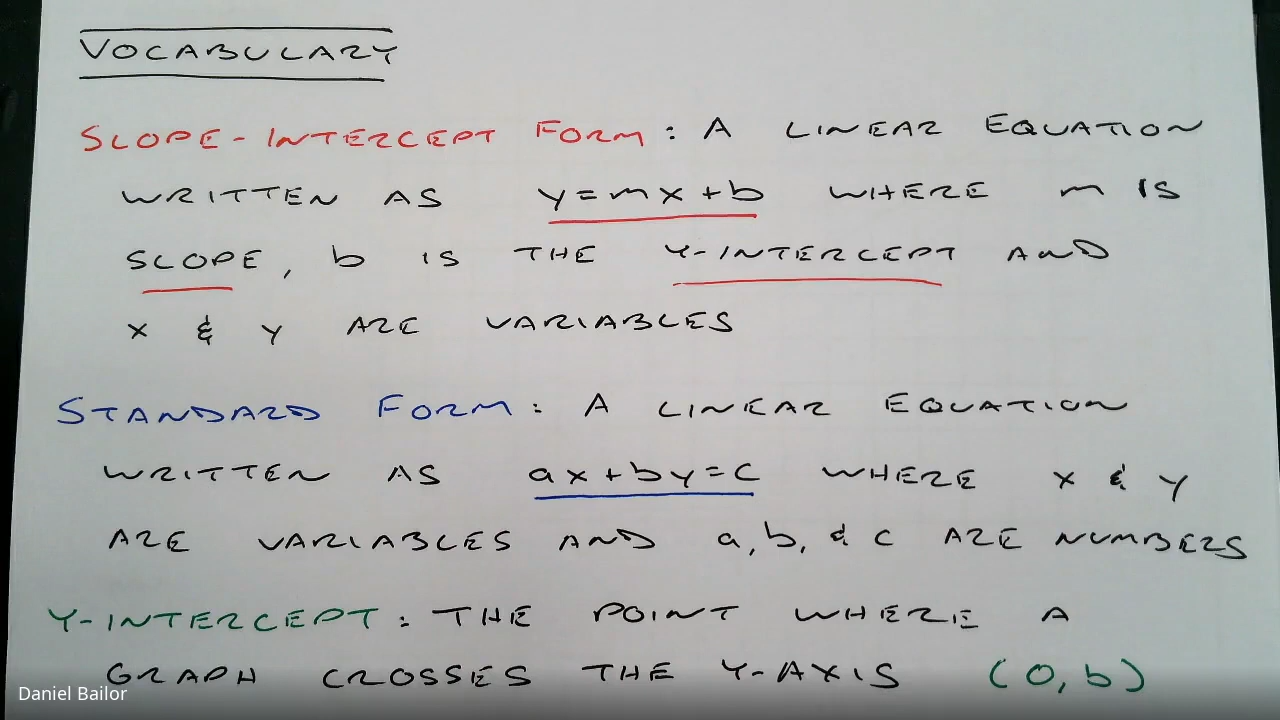 VOCABULARY
SLOPE-INTERCEPT FORM: A LINEAR EQUATION
WRITTEN AS y=mx+b WHERE m IS
SLOPE, b IS THE Y-INTERCEPT AND
x & y ARE VARIABLES
STANDARD FORM: A LINEAR EQUATION
WRITTEN AS ax+by=c WHERE x & y
ARE VARIABLES AND a, b, & c ARE NUMBERS
Y-INTERCEPT: THE POINT WHERE A
GRAPH CROSSES THE Y-AXIS (0,b)
Daniel Bailor